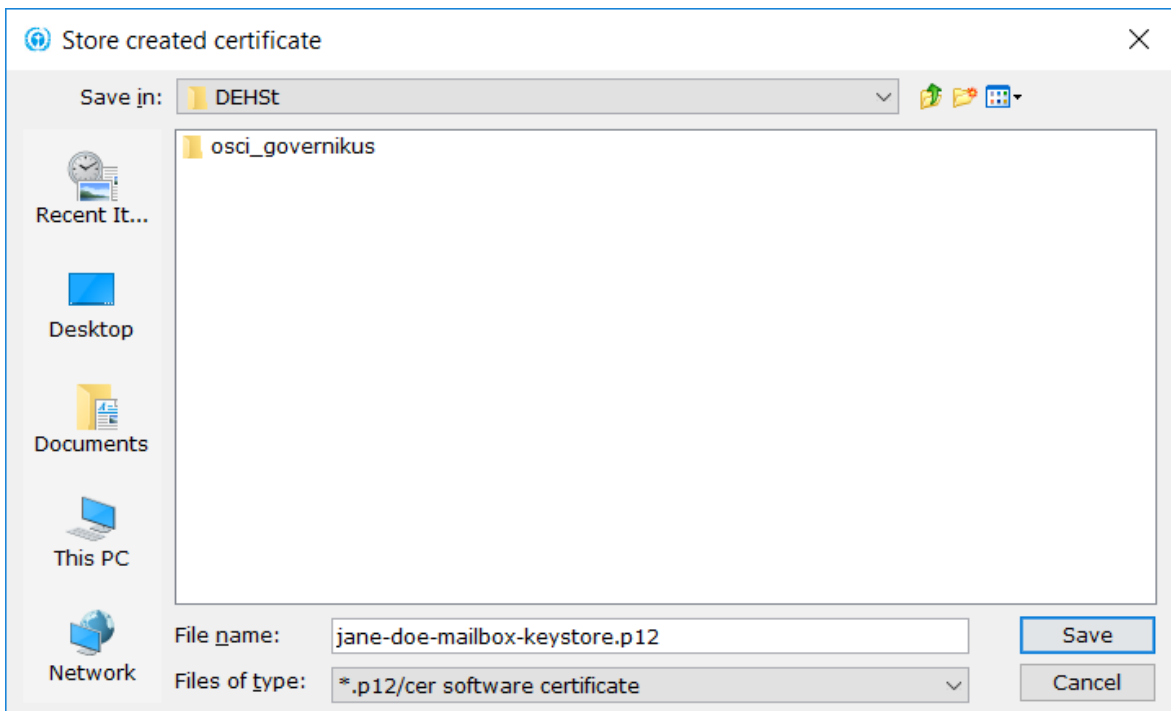 Store created certificate
Save in: DEHSt
osci_governikus
Recent It...
Desktop
Documents
This PC
Network
File name: jane-doe-mailbox-keystore.p12 Save
Files of type: *.p12/cer software certificate Cancel